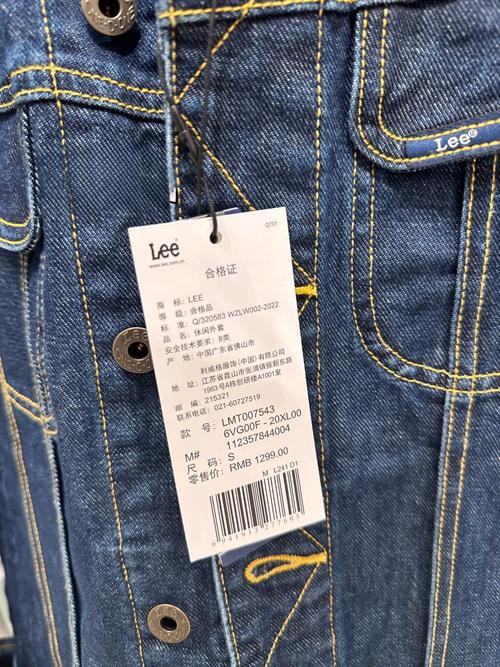 Lee®
Lee
QT01
www.lee.com.cn
合格证
商 标：LEE
等 级：合格品
标 准：Q/320583 WZLW002-2022
品 名：休闲外套
安全技术要求：B类
产 地：中国广东省佛山市
利威格服饰(中国)有限公司
地 址：江苏省昆山市张浦镇振新东路
1963号A栋创研楼A1001室
邮 编：215321
联系电话：021-60727519
款 号：LMT007543
6VG00F - 20XL00
M# 112357844004
尺 码：S
零售价：RMB 1299.00
M L241 D1